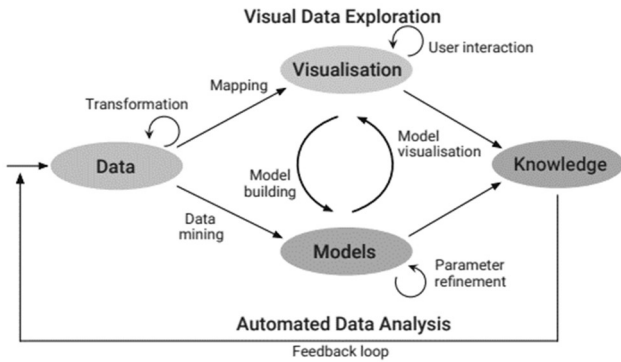 Visual Data Exploration
User interaction
Visualisation
Mapping
Transformation
Data
Model
visualisation
Model
building
Knowledge
Data
mining
Models
Parameter
refinement
Automated Data Analysis
Feedback loop